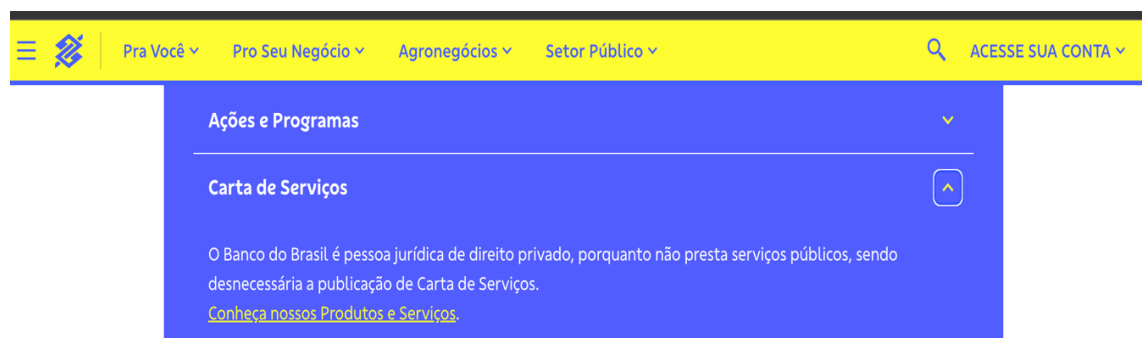 Pra Você
Pro Seu Negócio
Agronegócios
Setor Público
ACESSE SUA CONTA
Ações e Programas
Carta de Serviços
O Banco do Brasil é pessoa jurídica de direito privado, porquanto não presta serviços públicos, sendo
desnecessária a publicação de Carta de Serviços.
Conheça nossos Produtos e Serviços.